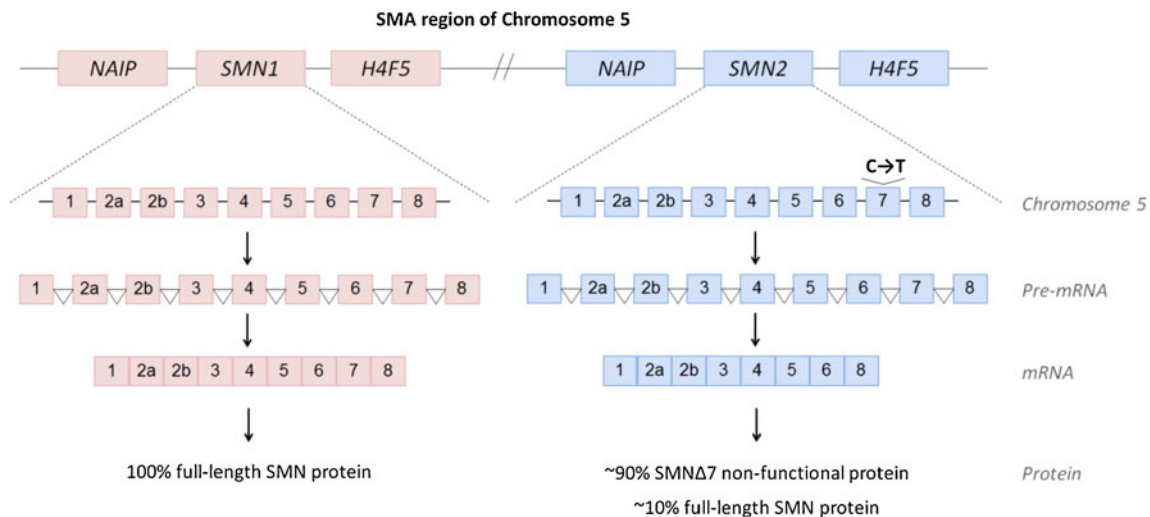 SMA region of Chromosome 5
NAIP SMN1 H4F5 // NAIP SMN2 H4F5
C→T
1 2a 2b 3 4 5 6 7 8 1 2a 2b 3 4 5 6 7 8 Chromosome 5
1 2a 2b 3 4 5 6 7 8 1 2a 2b 3 4 5 6 7 8 Pre-mRNA
1 2a 2b 3 4 5 6 7 8 1 2a 2b 3 4 5 6 8 mRNA
100% full-length SMN protein ~90% SMNΔ7 non-functional protein Protein
~10% full-length SMN protein